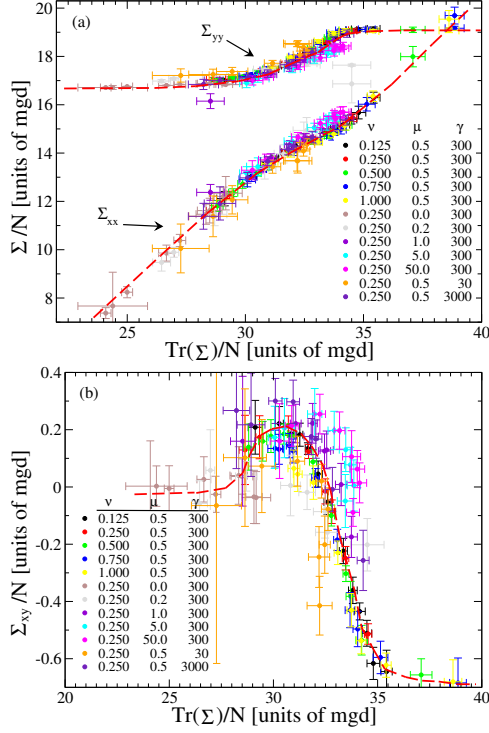 (a)
Σyy
Σxx
Σ/N [units of mgd]
20
18
16
14
12
10
8
ν μ γ
0.125 0.5 300
0.250 0.5 300
0.500 0.5 300
0.750 0.5 300
1.000 0.5 300
0.250 0.0 300
0.250 0.2 300
0.250 1.0 300
0.250 5.0 300
0.250 50.0 300
0.250 0.5 30
0.250 0.5 3000
25 30 35 40
Tr(Σ)/N [units of mgd]
(b)
Σxy/N [units of mgd]
0.4
0.2
0
-0.2
-0.4
-0.6
ν μ γ
0.125 0.5 300
0.250 0.5 300
0.500 0.5 300
0.750 0.5 300
1.000 0.5 300
0.250 0.0 300
0.250 0.2 300
0.250 1.0 300
0.250 5.0 300
0.250 50.0 300
0.250 0.5 30
0.250 0.5 3000
20 25 30 35 40
Tr(Σ)/N [units of mgd]